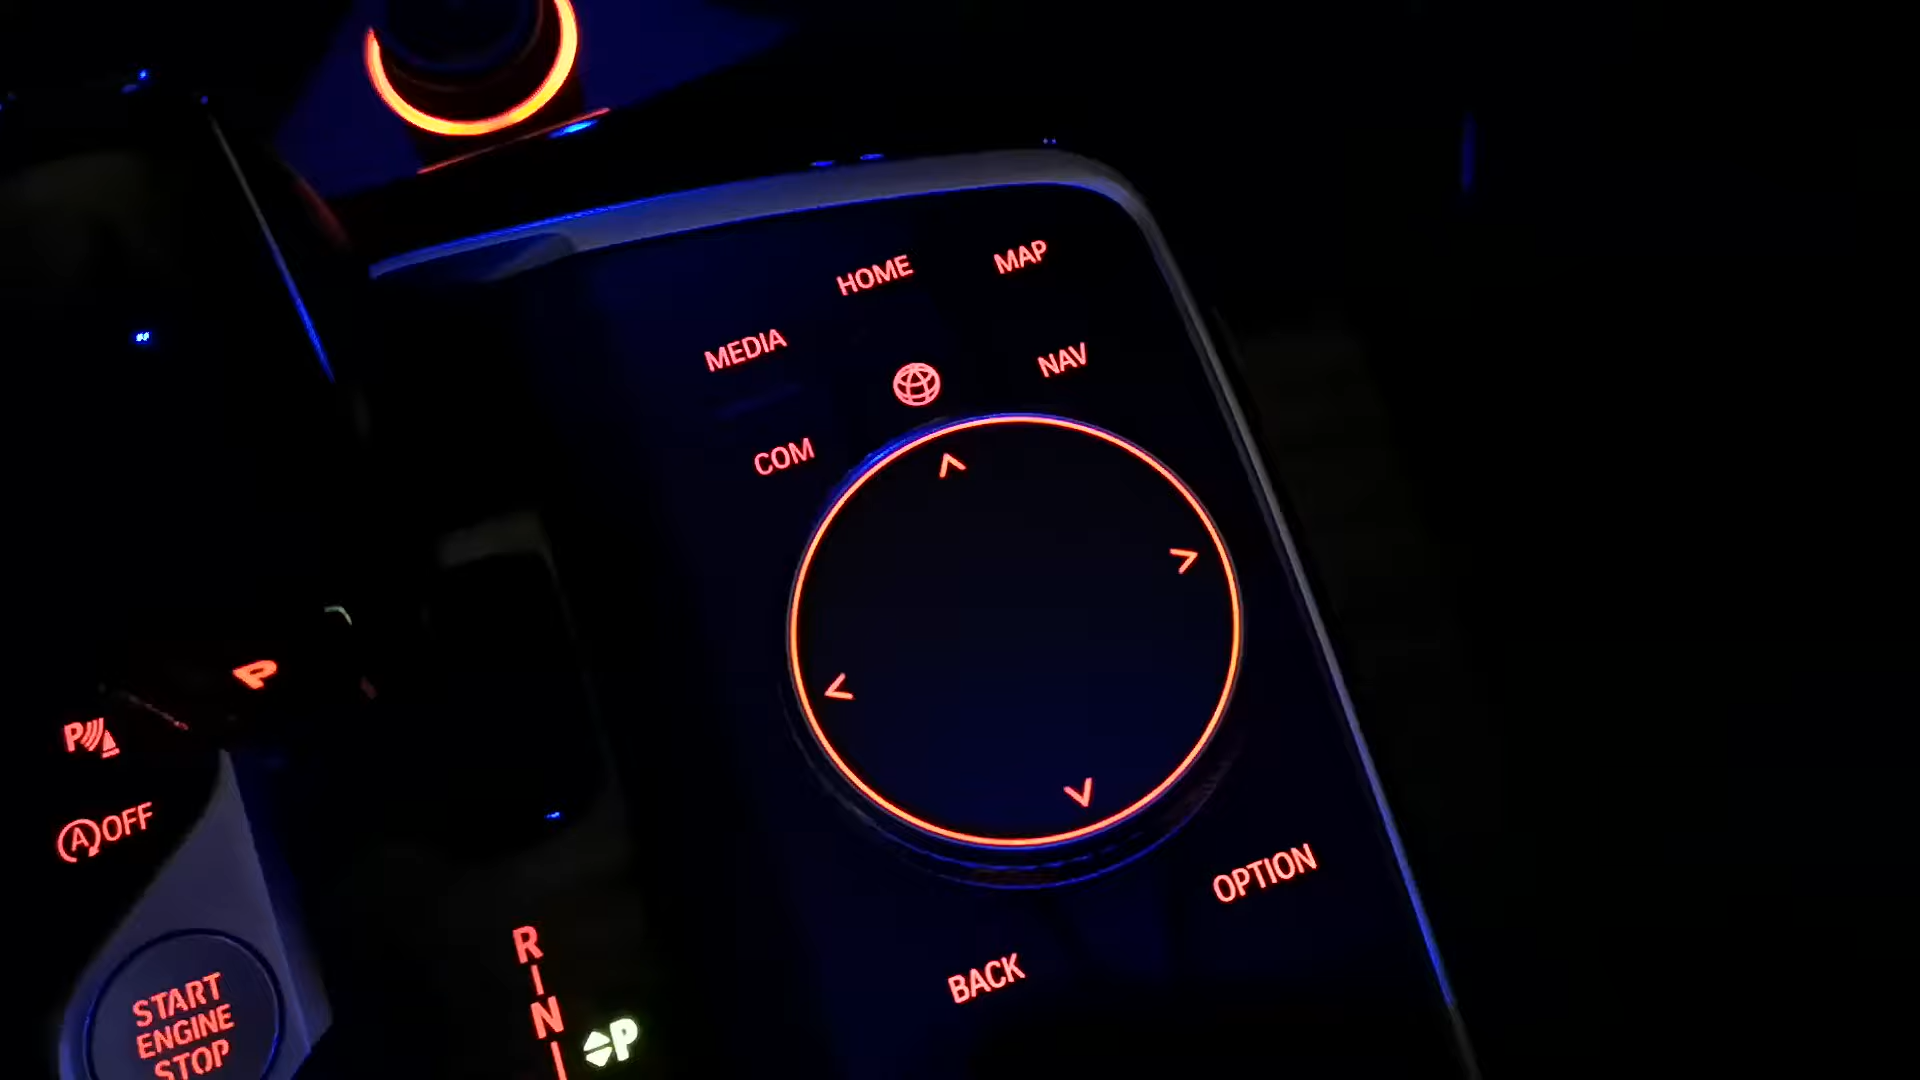 HOME
MAP
MEDIA
NAV
COM
P
P
A OFF
OPTION
BACK
R
N
P
START
ENGINE
STOP